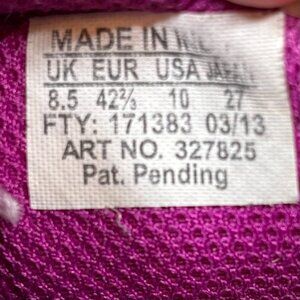 MADE IN
UK EUR USA JAPAN
8.5 42⅔ 10 27
FTY: 171383 03/13
ART NO. 327825
Pat. Pending